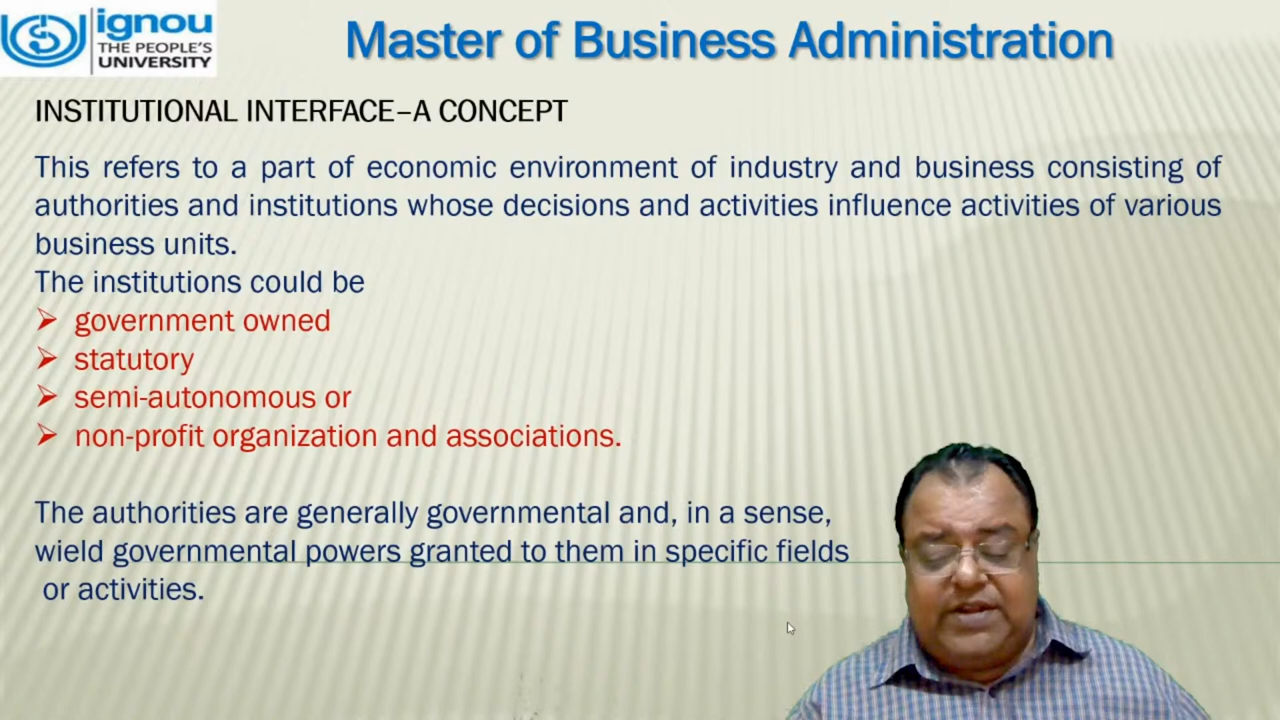 ignou
THE PEOPLE'S
UNIVERSITY
Master of Business Administration
INSTITUTIONAL INTERFACE–A CONCEPT
This refers to a part of economic environment of industry and business consisting of
authorities and institutions whose decisions and activities influence activities of various
business units.
The institutions could be
➢ government owned
➢ statutory
➢ semi-autonomous or
➢ non-profit organization and associations.
The authorities are generally governmental and, in a sense,
wield governmental powers granted to them in specific fields
or activities.